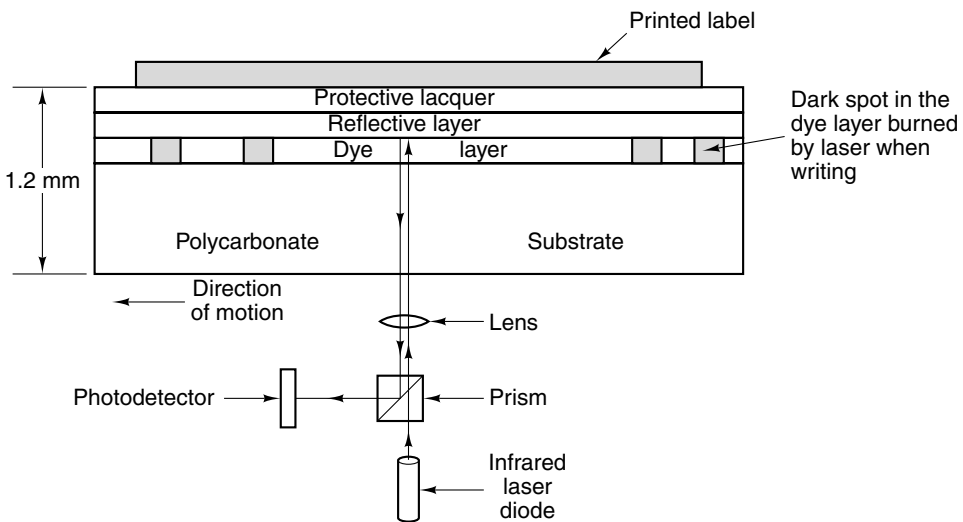 Printed label
Protective lacquer
Reflective layer
Dark spot in the
dye layer burned
by laser when
writing
Dye layer
1.2 mm
Polycarbonate
Substrate
Direction
of motion
Lens
Photodetector
Prism
Infrared
laser
diode